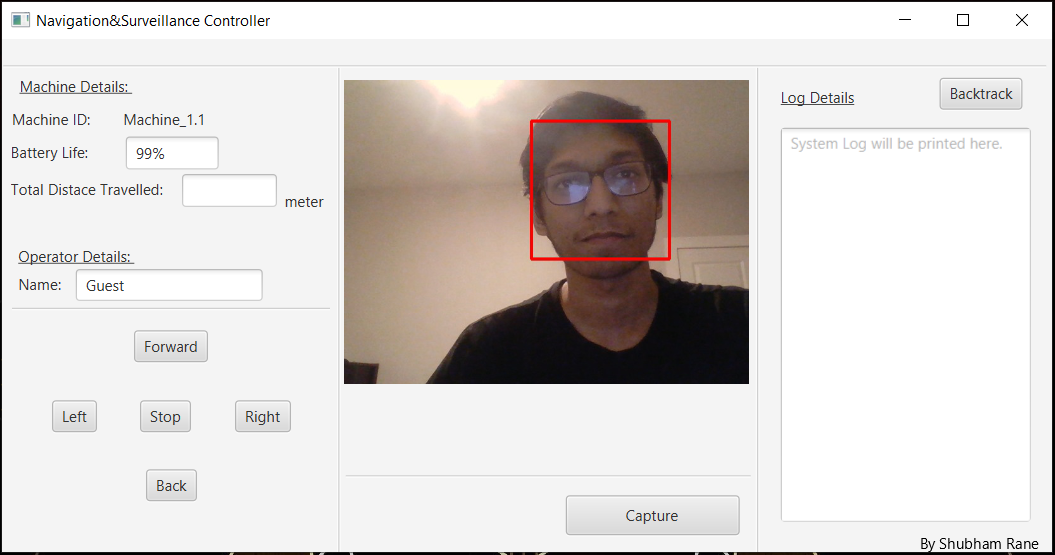 Navigation&Surveillance Controller
Machine Details:
Machine ID: Machine_1.1
Battery Life: 99%
Total Distace Travelled: meter
Operator Details:
Name: Guest
Forward
Left Stop Right
Back
Capture
Log Details Backtrack
System Log will be printed here.
By Shubham Rane